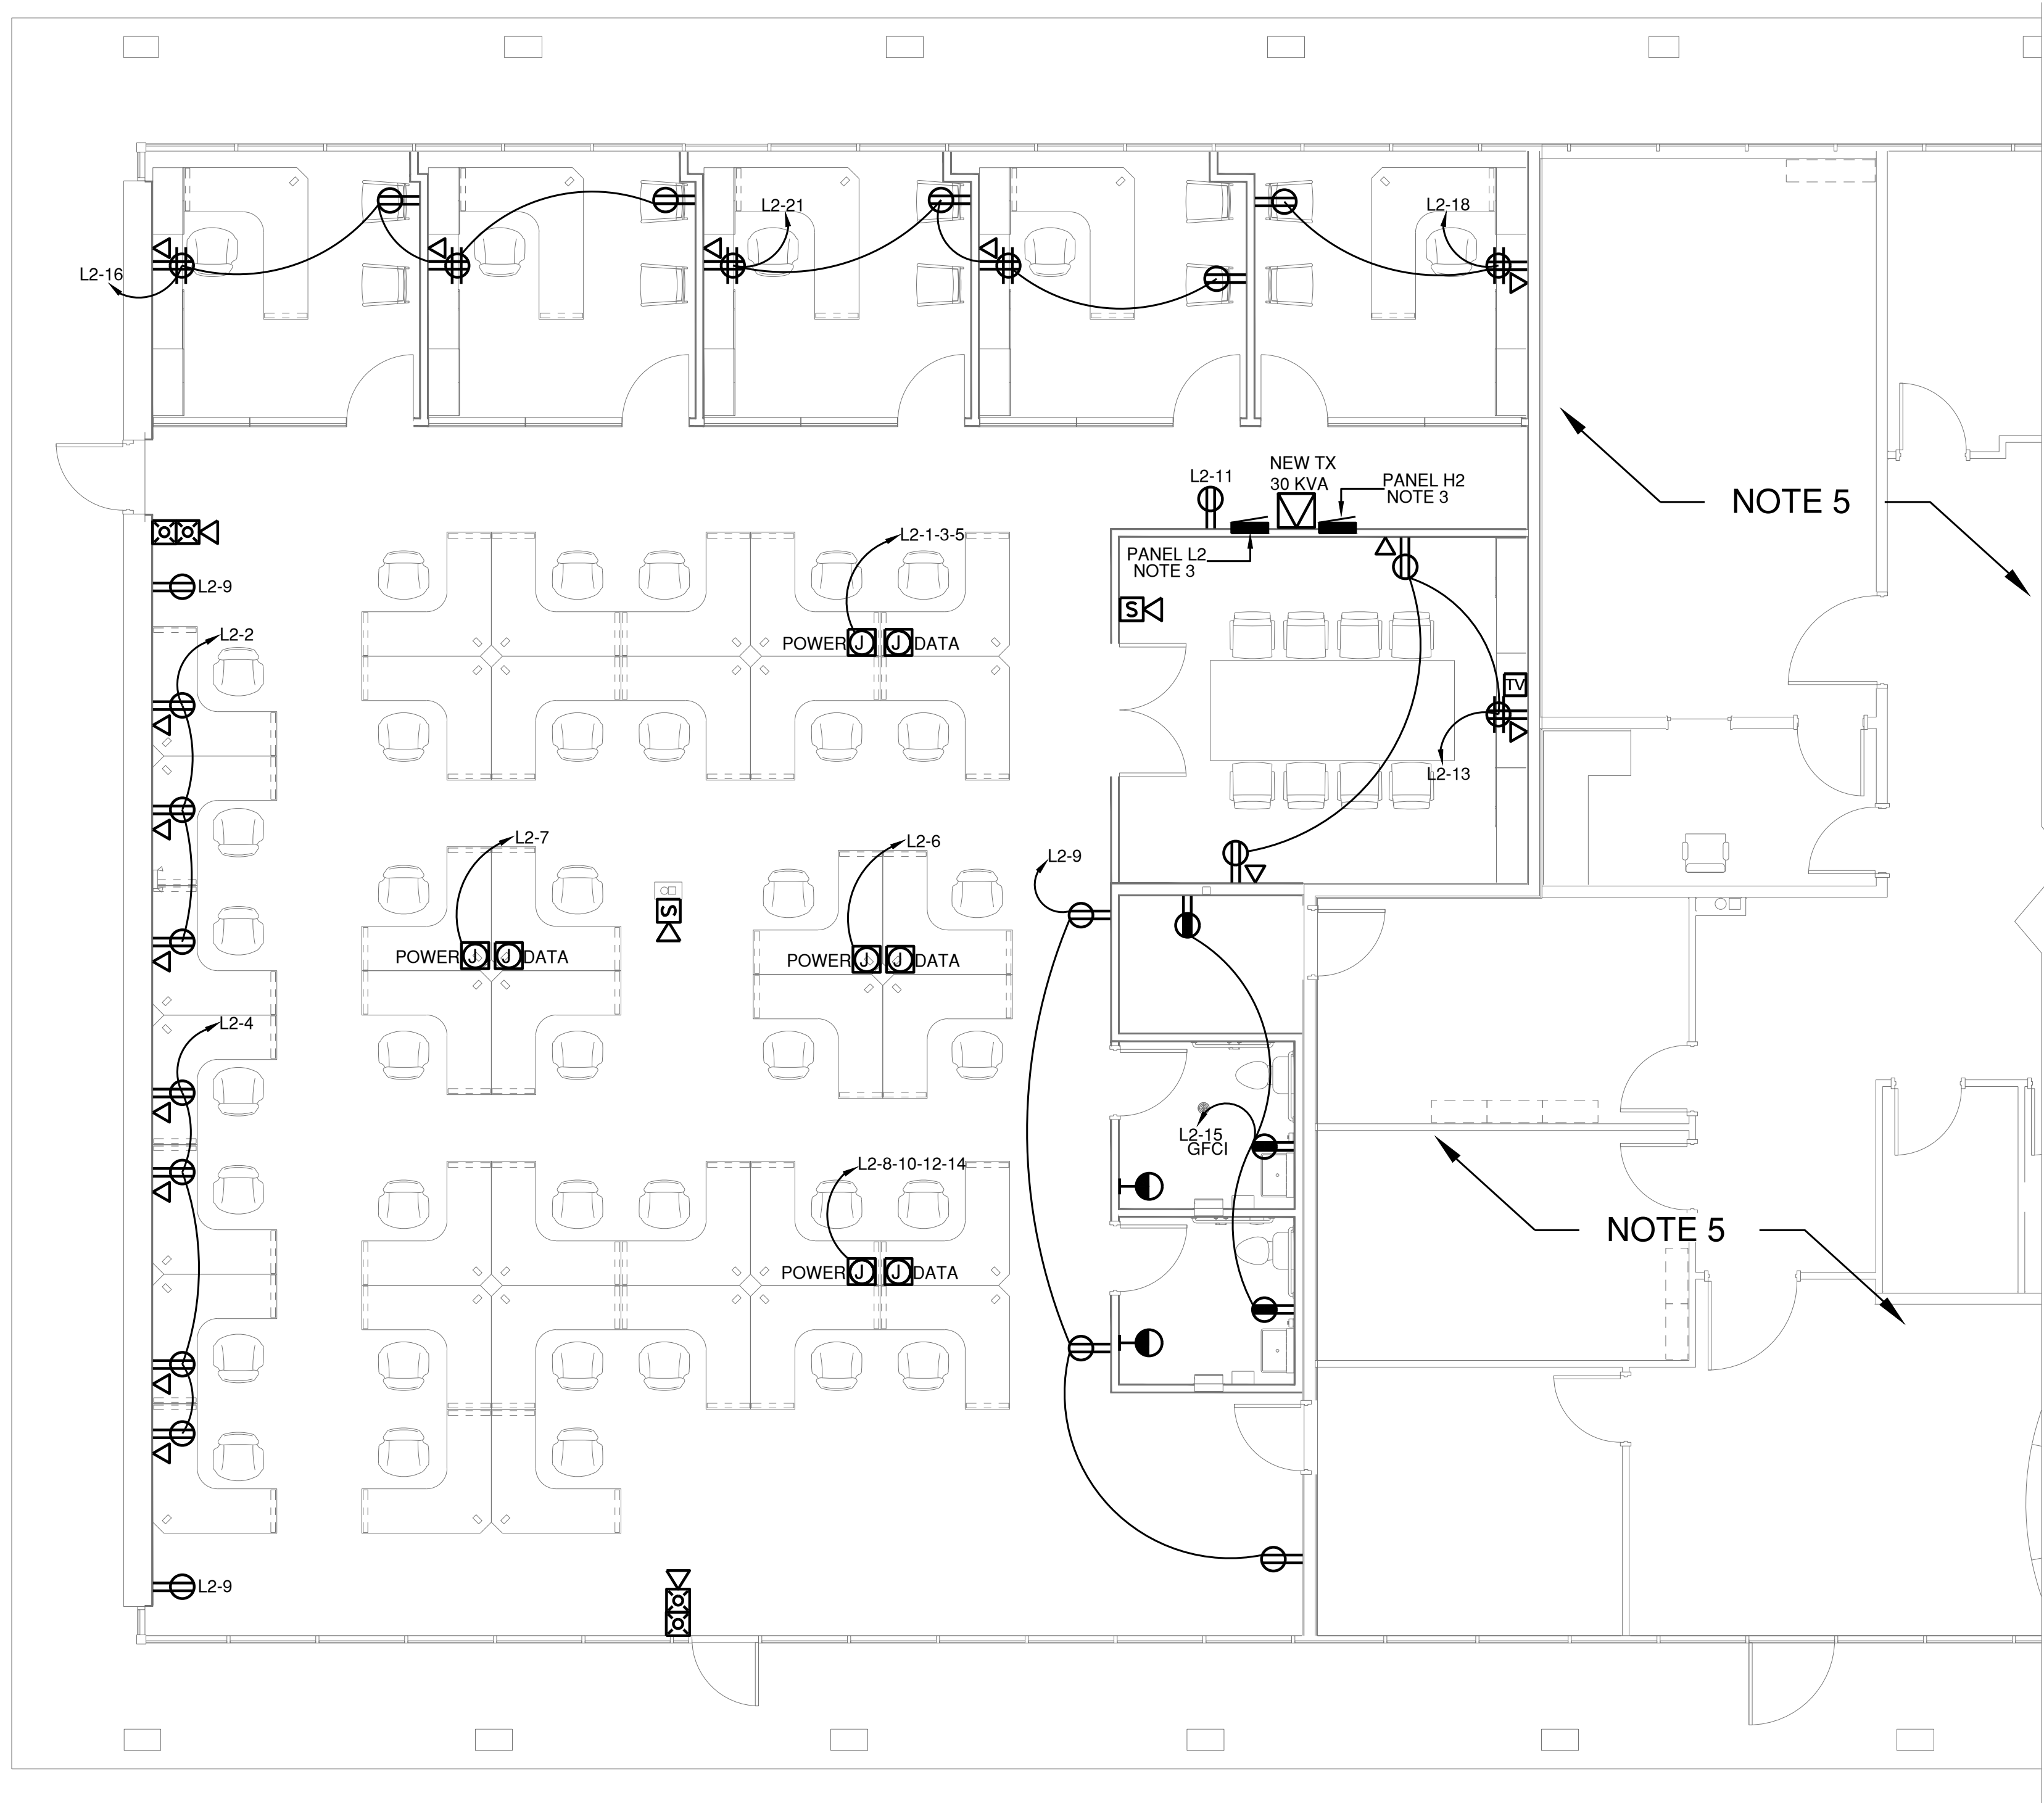 L2-21
L2-18
L2-16
NEW TX
30 KVA
L2-11
PANEL H2
NOTE 3
NOTE 5
L2-1-3-5
PANEL L2
NOTE 3
L2-9
S
L2-2
POWER J J DATA
TV
L2-13
L2-7
L2-6
L2-9
S
POWER J J DATA
POWER J J DATA
L2-4
L2-15
GFCI
L2-8-10-12-14
NOTE 5
POWER J J DATA
L2-9